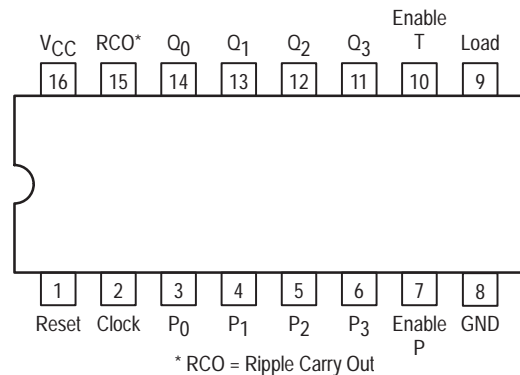 Enable
VCC RCO* Q0 Q1 Q2 Q3 T Load
16 15 14 13 12 11 10 9
1 2 3 4 5 6 7 8
Reset Clock P0 P1 P2 P3 Enable GND
P
* RCO = Ripple Carry Out